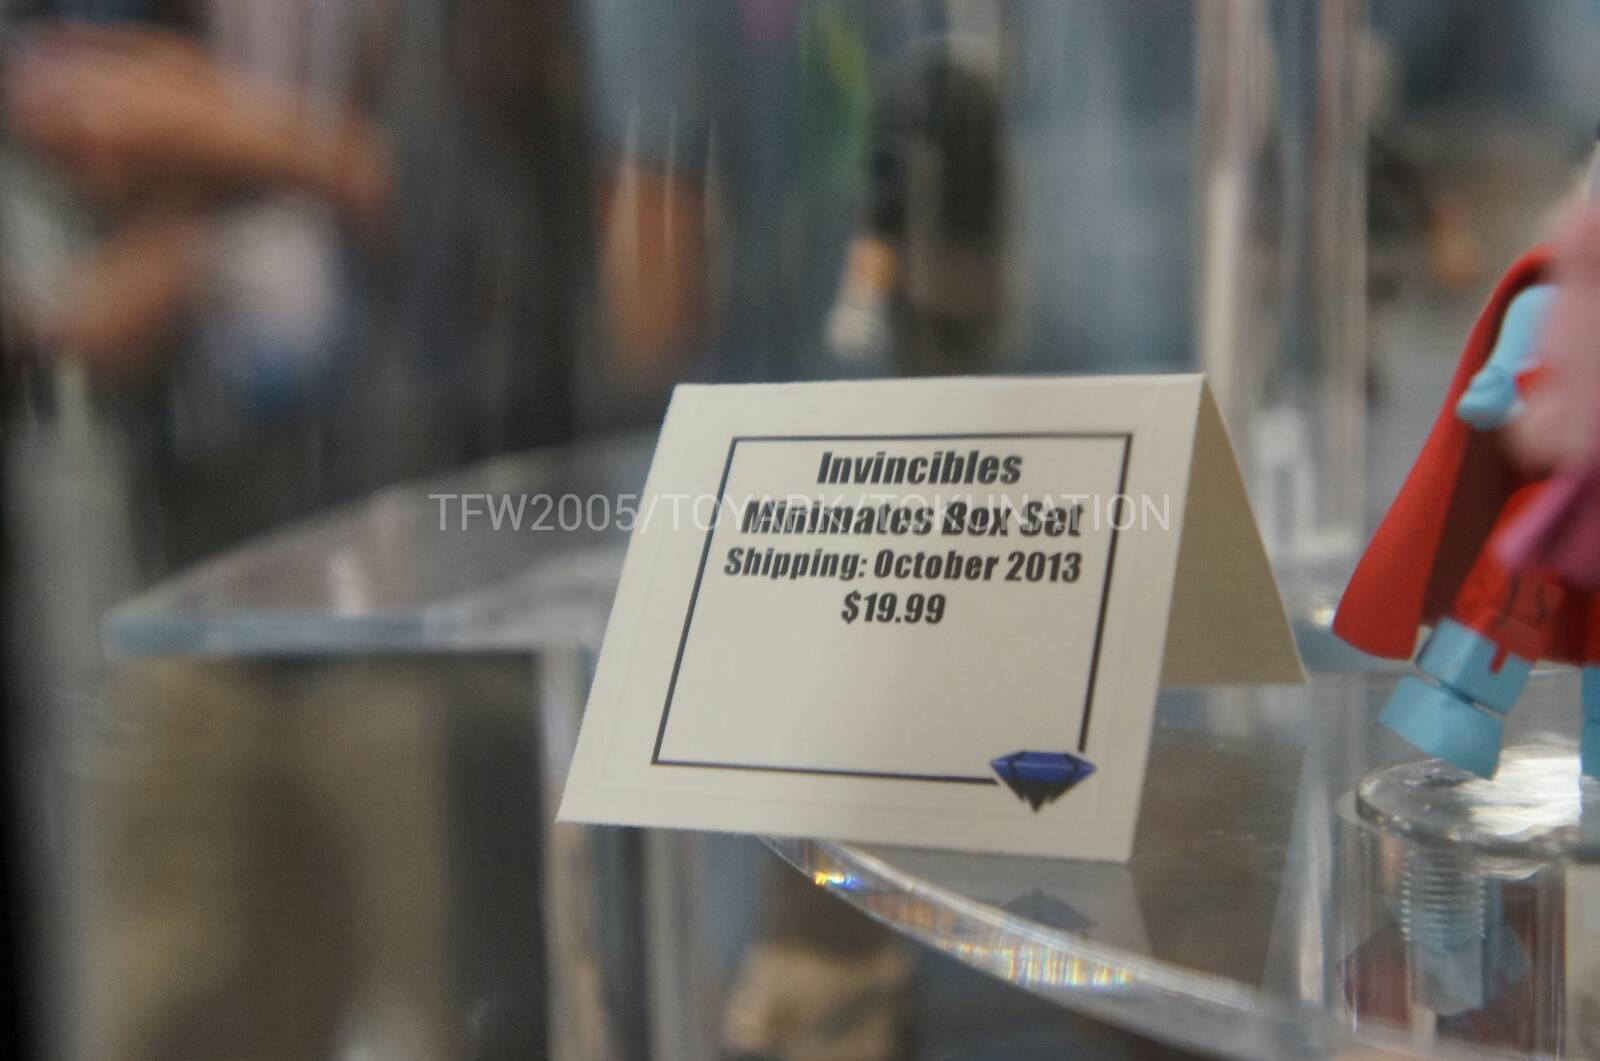 Invincibles
TFW2005/TOYARK/TOKUNATION
Minimates Box Set
Shipping: October 2013
$19.99